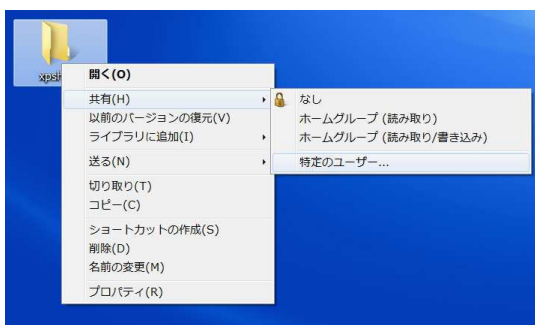 xpsh
開く(O)
共有(H)
以前のバージョンの復元(V)
ライブラリに追加(I)
送る(N)
切り取り(T)
コピー(C)
ショートカットの作成(S)
削除(D)
名前の変更(M)
プロパティ(R)
なし
ホームグループ (読み取り)
ホームグループ (読み取り/書き込み)
特定のユーザー...